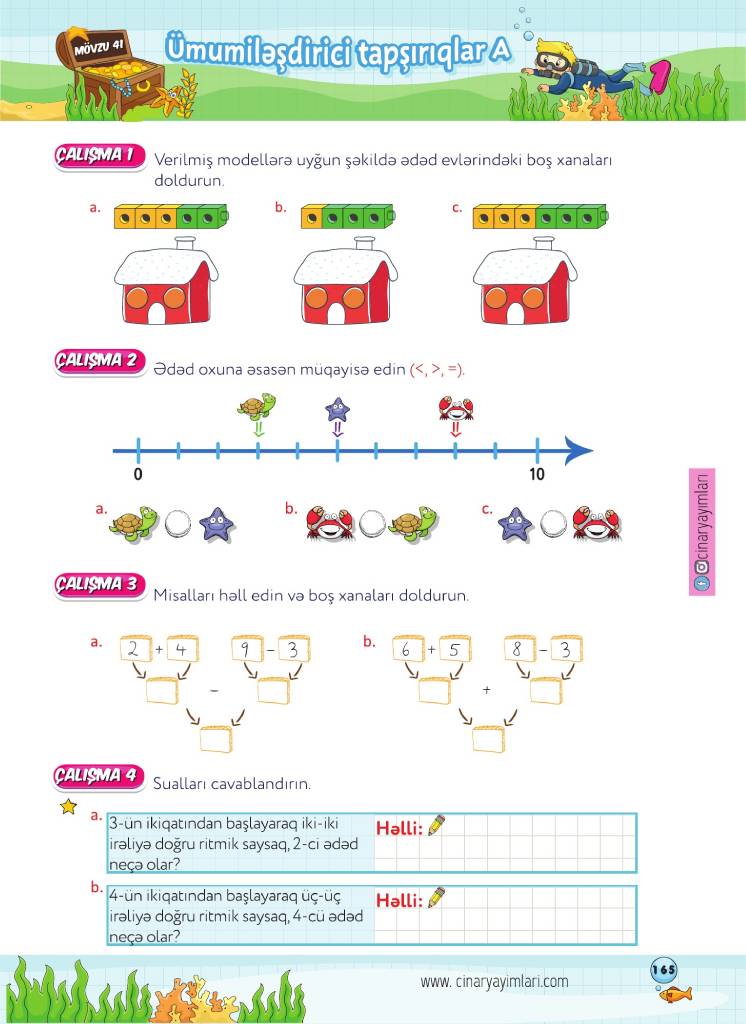 MÖVZU 41
Ümumiləşdirici tapşırıqlar A
1
ÇALIŞMA 1
Verilmiş modellərə uyğun şəkildə ədəd evlərindəki boş xanaları
doldurun.
a. b. c.
ÇALIŞMA 2
Ədəd oxuna əsasən müqayisə edin (<, >, =).
0 10
a. b. c.
ÇALIŞMA 3
Misalları həll edin və boş xanaları doldurun.
a. 2 + 4 9 - 3 b. 6 + 5 8 - 3
- +
ÇALIŞMA 4
Sualları cavablandırın.
a.
3-ün ikiqatından başlayaraq iki-iki
irəliyə doğru ritmik saysaq, 2-ci ədəd
neçə olar?
Həlli:
b.
4-ün ikiqatından başlayaraq üç-üç
irəliyə doğru ritmik saysaq, 4-cü ədəd
neçə olar?
Həlli:
f cinaryayimlari
www. cinaryayimlari.com
165